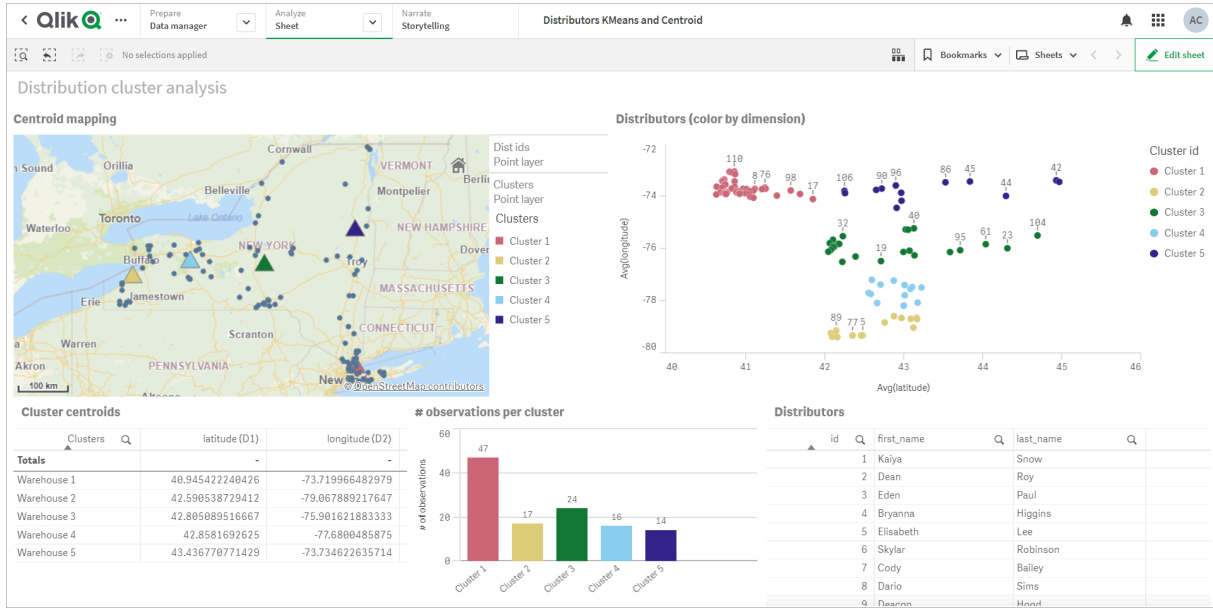 Qlik
Prepare
Data manager
Analyze
Sheet
Narrate
Storytelling
Distributors KMeans and Centroid
AC
No selections applied
Bookmarks
Sheets
Edit sheet
Distribution cluster analysis
Centroid mapping
Cornwall
n Sound
Orillia
VERMONT
Berlin
Belleville
Montpelier
Toronto
Lake Ontario
Waterloo
NEW HAMPSHIRE
NEW YORK
Dover
Buffalo
Troy
MASSACHUSETTS
Erie
Jamestown
CONNECTICUT
Scranton
Warren
a
Akron
PENNSYLVANIA
New
100 km
© OpenStreetMap contributors
Dist ids
Point layer
Clusters
Point layer
Clusters
Cluster 1
Cluster 2
Cluster 3
Cluster 4
Cluster 5
Distributors (color by dimension)
Avg(longitude)
-72
-74
-76
-78
-80
110
8 76
98
17
106
90 96
86
45
44
42
32
40
19
95
61
23
104
89
77 5
40
41
42
43
44
45
46
Avg(latitude)
Cluster id
Cluster 1
Cluster 2
Cluster 3
Cluster 4
Cluster 5
Cluster centroids
Clusters latitude (D1) longitude (D2)
Totals - -
Warehouse 1 40.945422240426 -73.719966482979
Warehouse 2 42.590538729412 -79.067889217647
Warehouse 3 42.805089516667 -75.901621883333
Warehouse 4 42.8581692625 -77.6800485875
Warehouse 5 43.436770771429 -73.734622635714
# observations per cluster
# of observations
60
40
20
0
47
17
24
16
14
Cluster 1
Cluster 2
Cluster 3
Cluster 4
Cluster 5
Distributors
id first_name last_name
1 Kaiya Snow
2 Dean Roy
3 Eden Paul
4 Bryanna Higgins
5 Elisabeth Lee
6 Skylar Robinson
7 Cody Bailey
8 Dario Sims
9 Deacon Hood